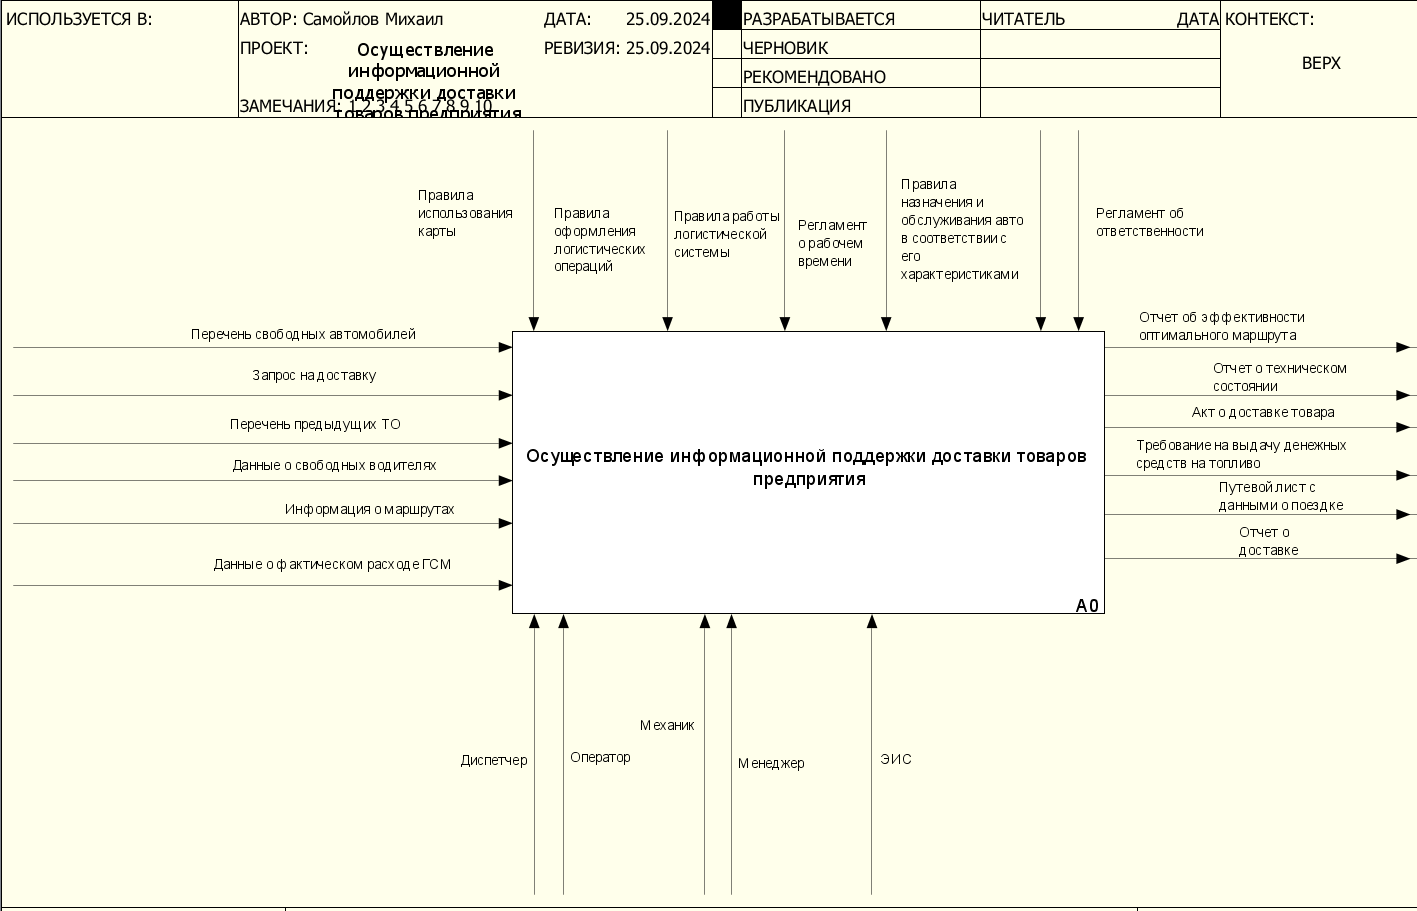 ИСПОЛЬЗУЕТСЯ В:
АВТОР: Самойлов Михаил
ДАТА: 25.09.2024
ПРОЕКТ: Осуществление
информационной
поддержки доставки
товаров предприятия
РЕВИЗИЯ: 25.09.2024
ЗАМЕЧАНИЯ: 1 2 3 4 5 6 7 8 9 10
РАЗРАБАТЫВАЕТСЯ
ЧЕРНОВИК
РЕКОМЕНДОВАНО
ПУБЛИКАЦИЯ
ЧИТАТЕЛЬ
ДАТА
КОНТЕКСТ:
ВЕРХ
Правила
использования
карты
Правила
оформления
логистических
операций
Правила работы
логистической
системы
Регламент
о рабочем
времени
Правила
назначения и
обслуживания авто
в соответствии с
его
характеристиками
Регламент об
ответственности
Перечень свободных автомобилей
Запрос на доставку
Перечень предыдущих ТО
Данные о свободных водителях
Информация о маршрутах
Данные о фактическом расходе ГСМ
Осуществление информационной поддержки доставки товаров
предприятия
A0
Отчет об эффективности
оптимального маршрута
Отчет о техническом
состоянии
Акт о доставке товара
Требование на выдачу денежных
средств на топливо
Путевой лист с
данными о поездке
Отчет о
доставке
Диспетчер
Оператор
Механик
Менеджер
ЭИС